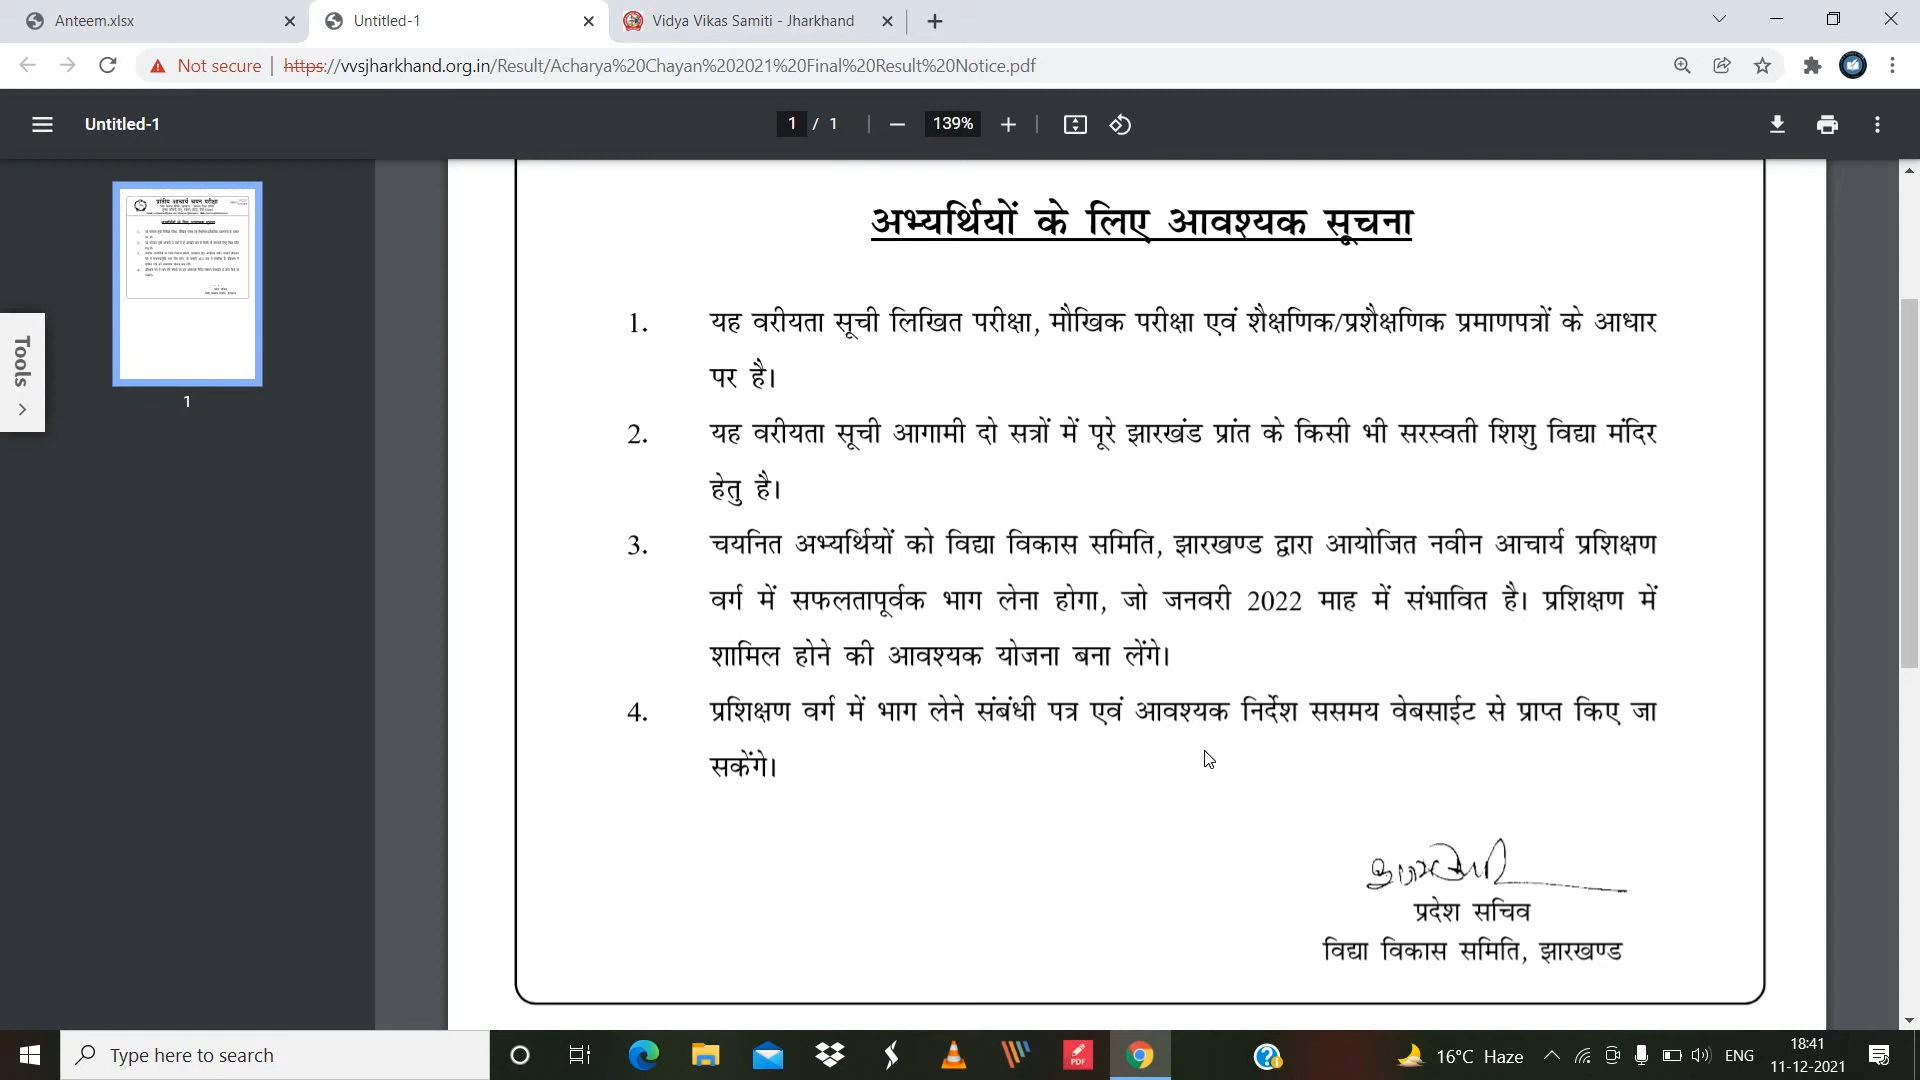 Anteem.xlsx
Untitled-1
Vidya Vikas Samiti - Jharkhand
Not secure
https://vvsjharkhand.org.in/Result/Acharya%20Chayan%202021%20Final%20Result%20Notice.pdf
Untitled-1
1 / 1
139%
प्रांतीय आचार्य चयन परीक्षा
1
Tools
अभ्यर्थियों के लिए आवश्यक सूचना
1. यह वरीयता सूची लिखित परीक्षा, मौखिक परीक्षा एवं शैक्षणिक/प्रशैक्षणिक प्रमाणपत्रों के आधार
पर है।
2. यह वरीयता सूची आगामी दो सत्रों में पूरे झारखंड प्रांत के किसी भी सरस्वती शिशु विद्या मंदिर
हेतु है।
3. चयनित अभ्यर्थियों को विद्या विकास समिति, झारखण्ड द्वारा आयोजित नवीन आचार्य प्रशिक्षण
वर्ग में सफलतापूर्वक भाग लेना होगा, जो जनवरी 2022 माह में संभावित है। प्रशिक्षण में
शामिल होने की आवश्यक योजना बना लेंगे।
4. प्रशिक्षण वर्ग में भाग लेने संबंधी पत्र एवं आवश्यक निर्देश ससमय वेबसाईट से प्राप्त किए जा
सकेंगे।
प्रदेश सचिव
विद्या विकास समिति, झारखण्ड
Type here to search
PDF
16°C Haze
ENG
18:41
11-12-2021